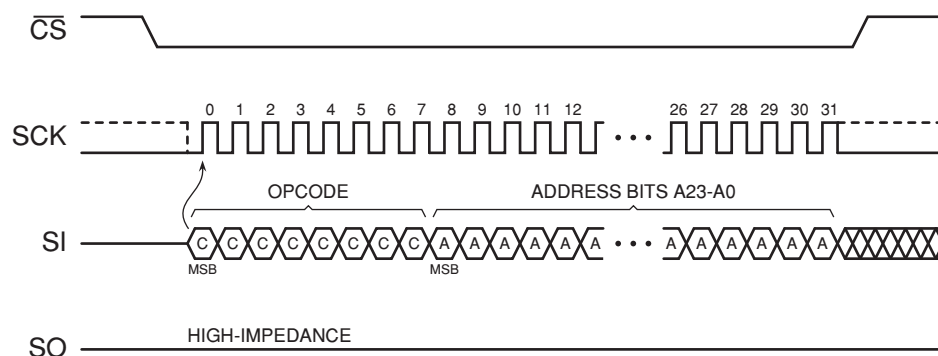 C̅S̅
0 1 2 3 4 5 6 7 8 9 10 11 12 26 27 28 29 30 31
SCK
OPCODE ADDRESS BITS A23-A0
SI C C C C C C C C A A A A A A A A A A A A
MSB MSB
HIGH-IMPEDANCE
SO